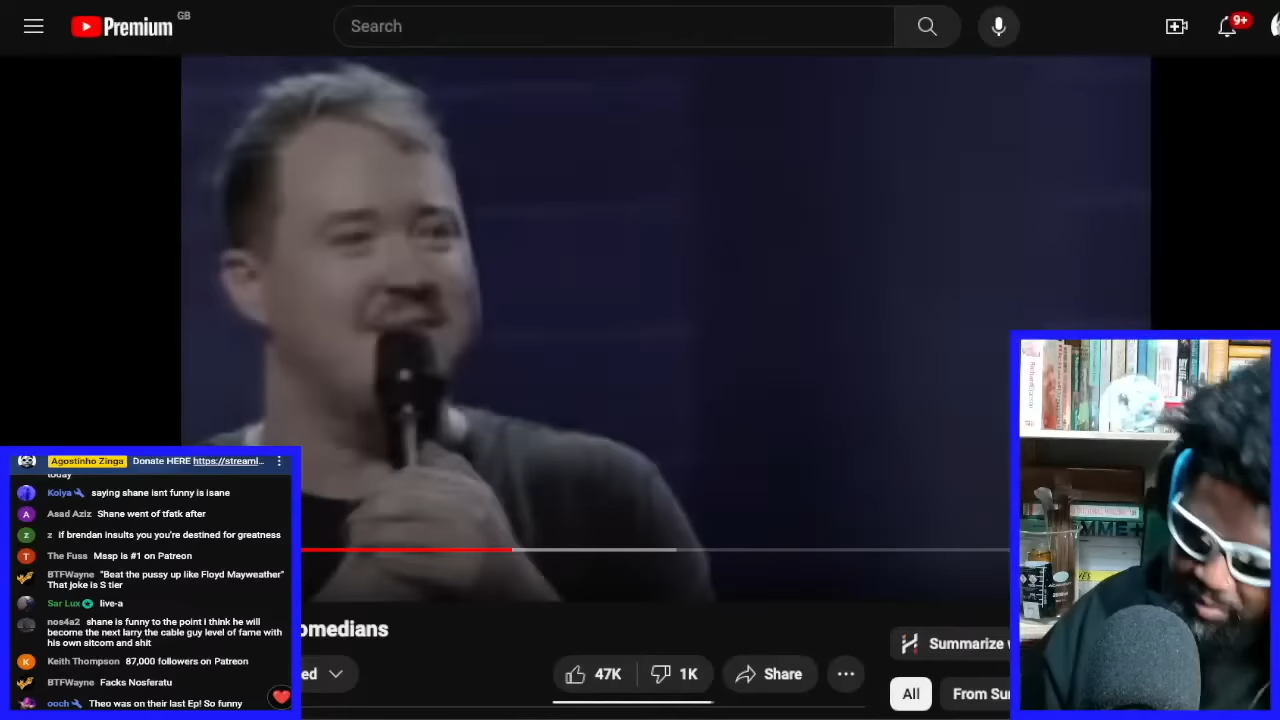 Premium GB
Search
9+
Agostinho Zinga Donate HERE https://streaml...
today
Kolya saying shane isnt funny is isane
A Asad Aziz Shane went of tfatk after
z z if brendan insults you you're destined for greatness
T The Fuss Mssp is #1 on Patreon
BTFWayne "Beat the pussy up like Floyd Mayweather"
That joke is S tier
Sar Lux live-a
nos4a2 shane is funny to the point i think he will
become the next larry the cable guy level of fame with
his own sitcom and shit
K Keith Thompson 87,000 followers on Patreon
BTFWayne Facks Nosferatu
ooch Theo was on their last Ep! So funny
omedians
ed
47K
1K
Share
Summarize
All
From Su